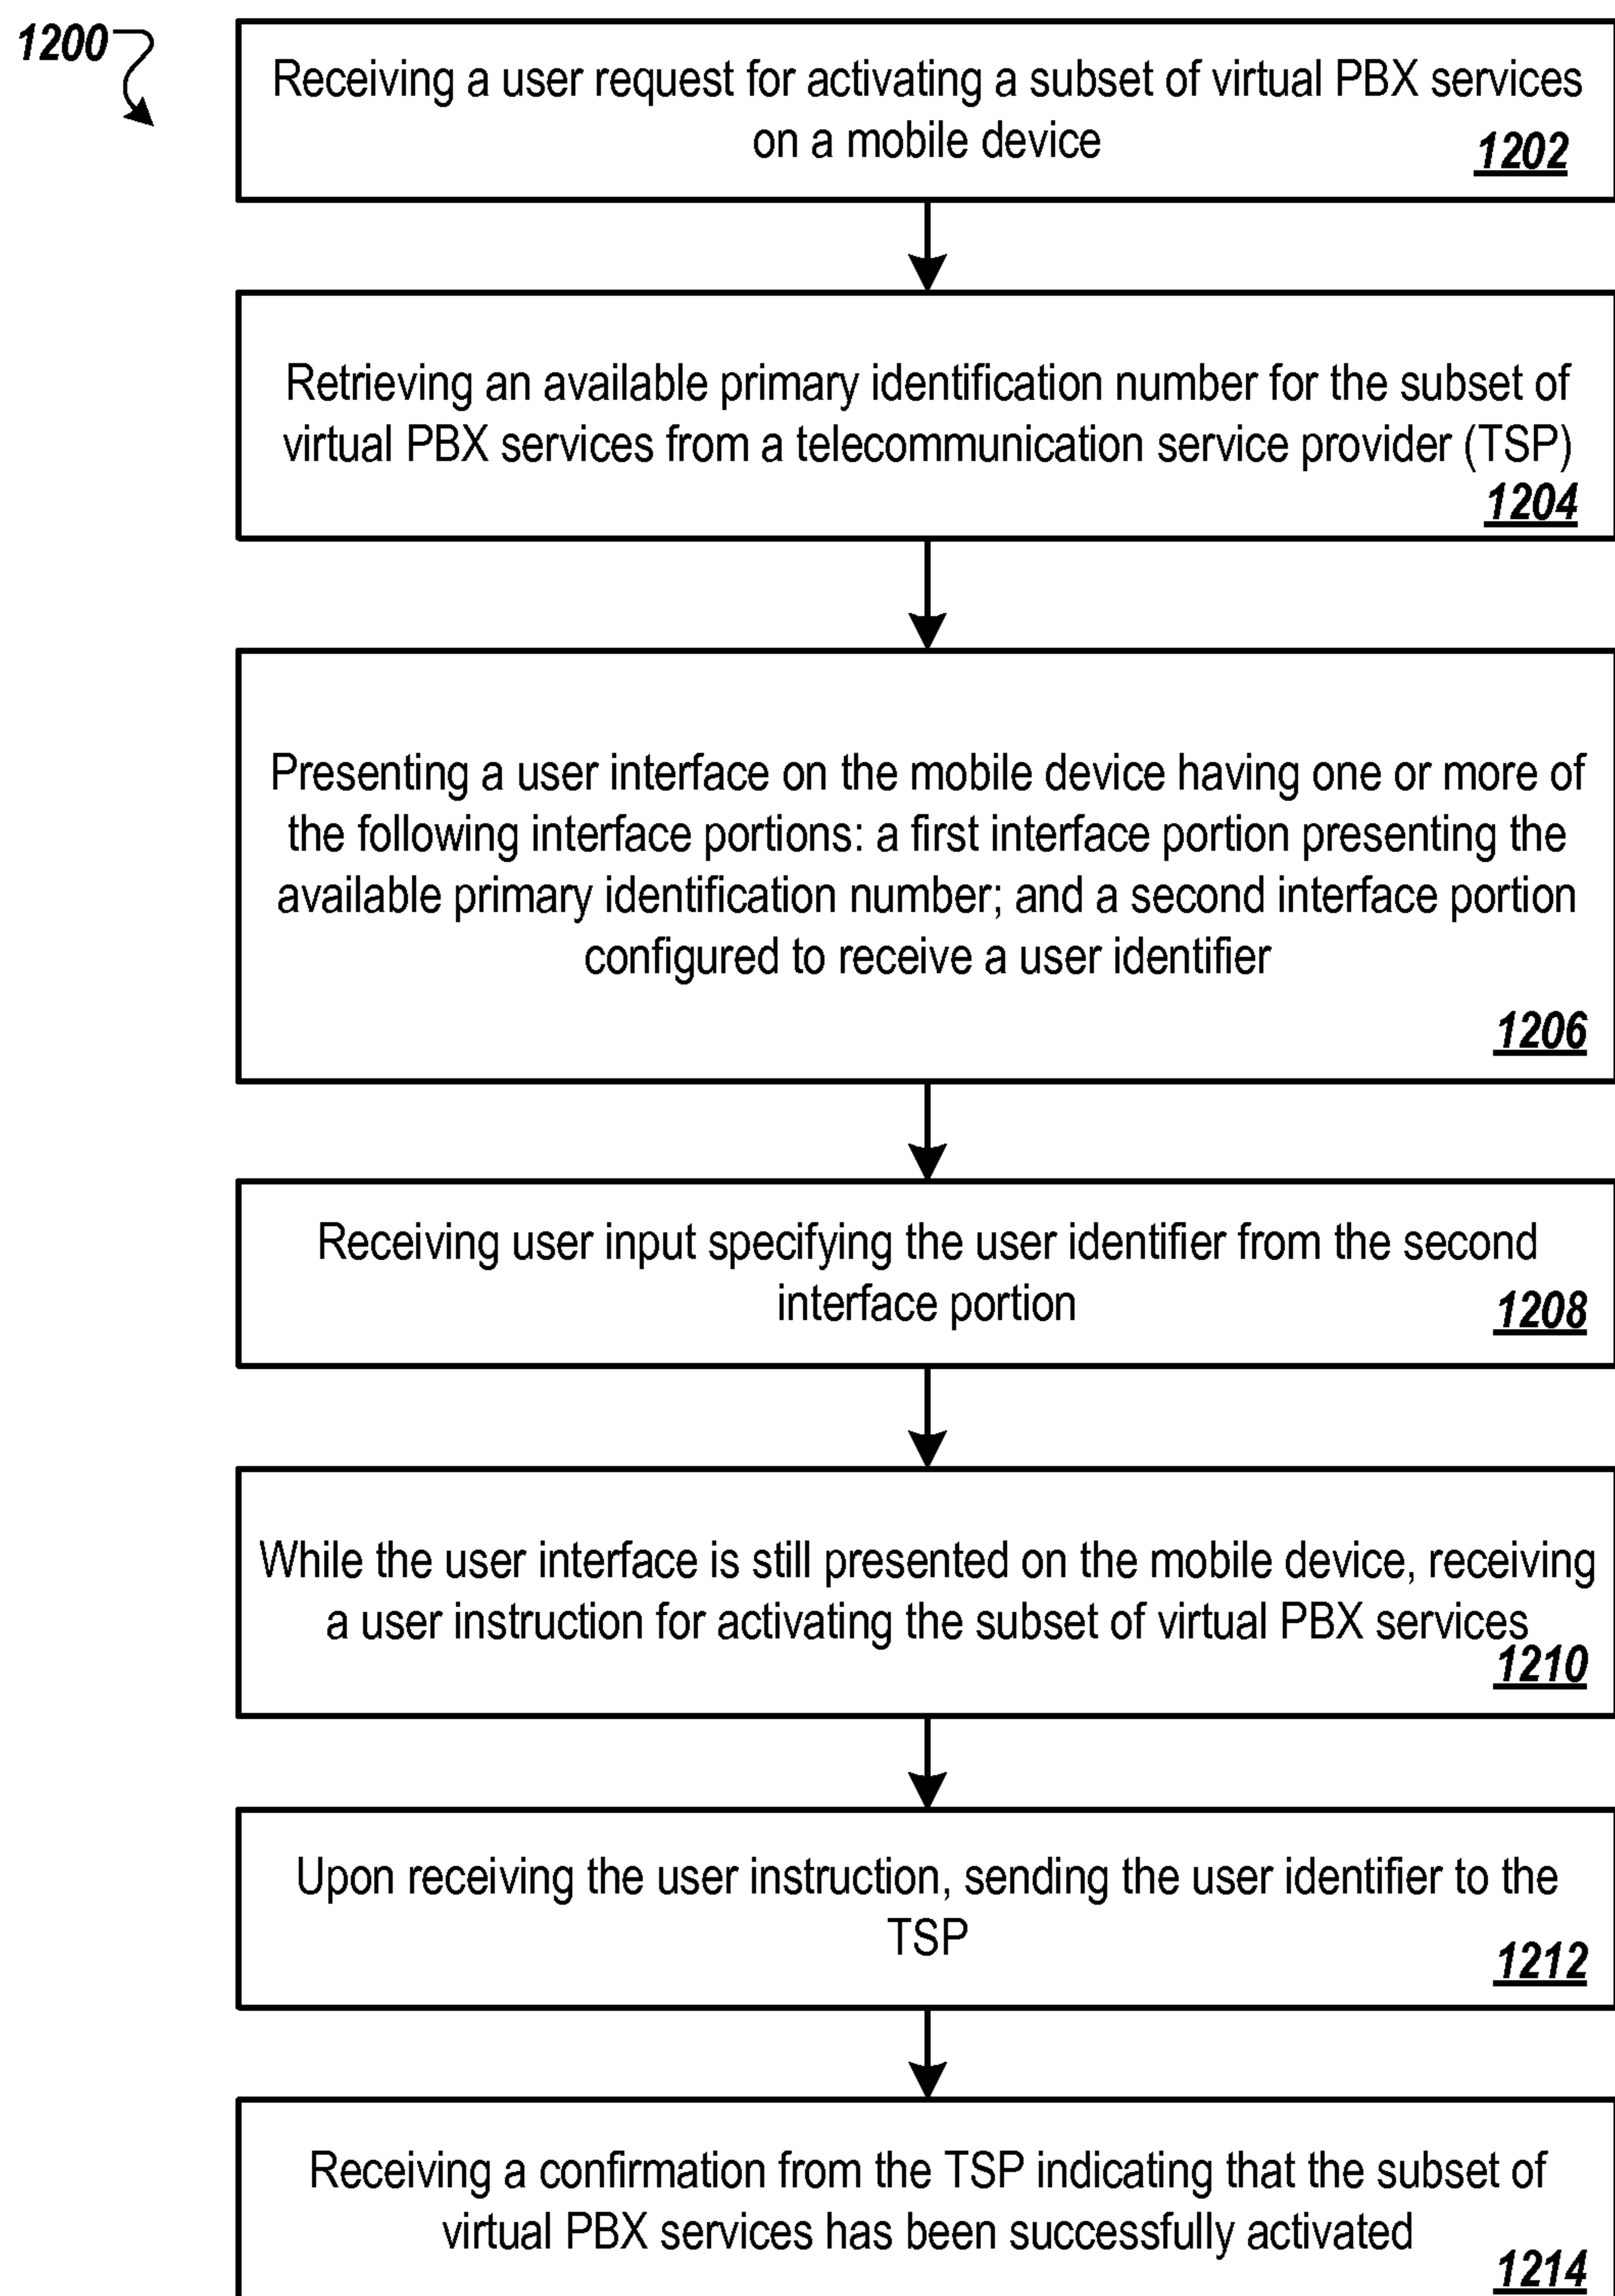 1200
Receiving a user request for activating a subset of virtual PBX services
on a mobile device
1202
Retrieving an available primary identification number for the subset of
virtual PBX services from a telecommunication service provider (TSP)
1204
Presenting a user interface on the mobile device having one or more of
the following interface portions: a first interface portion presenting the
available primary identification number; and a second interface portion
configured to receive a user identifier
1206
Receiving user input specifying the user identifier from the second
interface portion
1208
While the user interface is still presented on the mobile device, receiving
a user instruction for activating the subset of virtual PBX services
1210
Upon receiving the user instruction, sending the user identifier to the
TSP
1212
Receiving a confirmation from the TSP indicating that the subset of
virtual PBX services has been successfully activated
1214